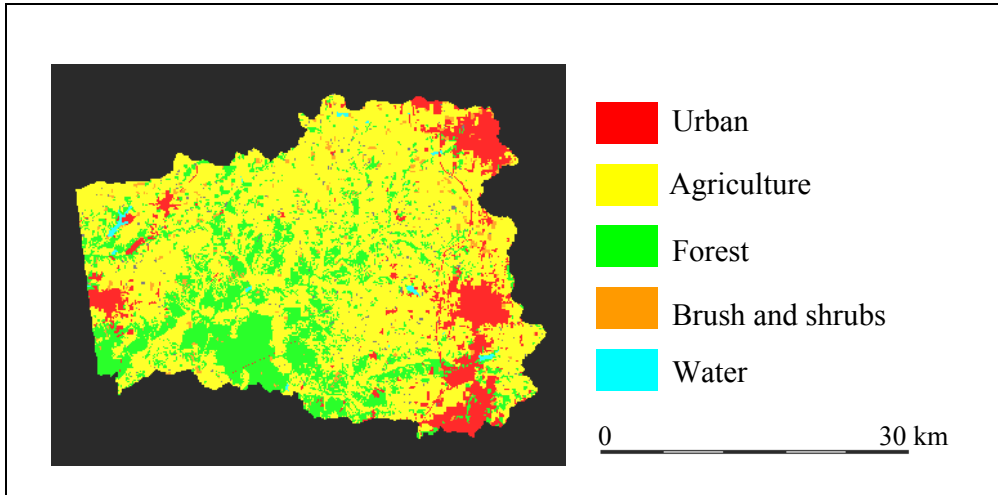 Urban
Agriculture
Forest
Brush and shrubs
Water
0 30 km